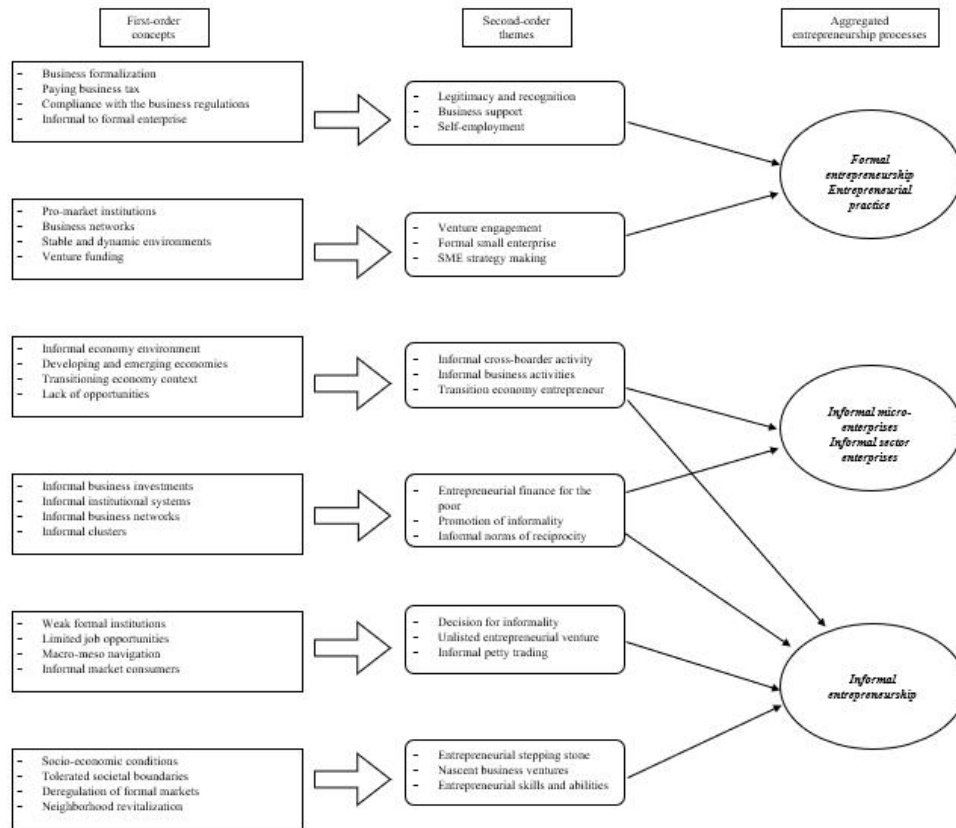 First-order
concepts
Second-order
themes
Aggregated
entrepreneurship processes
- Business formalization
- Paying business tax
- Compliance with the business regulations
- Informal to formal enterprise
- Legitimacy and recognition
- Business support
- Self-employment
Formal
entrepreneurship
Entrepreneurial
practice
- Pro-market institutions
- Business networks
- Stable and dynamic environments
- Venture funding
- Venture engagement
- Formal small enterprise
- SME strategy making
- Informal economy environment
- Developing and emerging economies
- Transitioning economy context
- Lack of opportunities
- Informal cross-boarder activity
- Informal business activities
- Transition economy entrepreneur
Informal micro-
enterprises
Informal sector
enterprises
- Informal business investments
- Informal institutional systems
- Informal business networks
- Informal clusters
- Entrepreneurial finance for the
poor
- Promotion of informality
- Informal norms of reciprocity
- Weak formal institutions
- Limited job opportunities
- Macro-meso navigation
- Informal market consumers
- Decision for informality
- Unlisted entrepreneurial venture
- Informal petty trading
Informal
entrepreneurship
- Socio-economic conditions
- Tolerated societal boundaries
- Deregulation of formal markets
- Neighborhood revitalization
- Entrepreneurial stepping stone
- Nascent business ventures
- Entrepreneurial skills and abilities